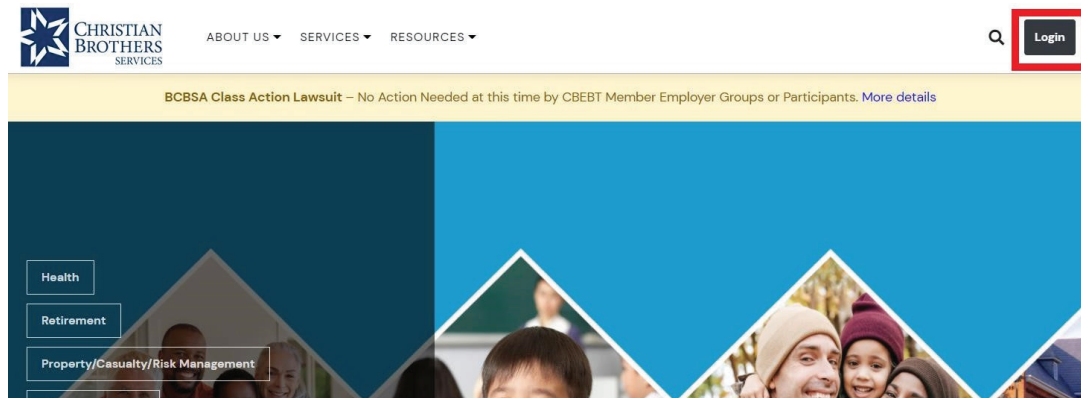 CHRISTIAN
BROTHERS
SERVICES
ABOUT US SERVICES RESOURCES
Login
BCBSA Class Action Lawsuit – No Action Needed at this time by CBEBT Member Employer Groups or Participants. More details
Health
Retirement
Property/Casualty/Risk Management